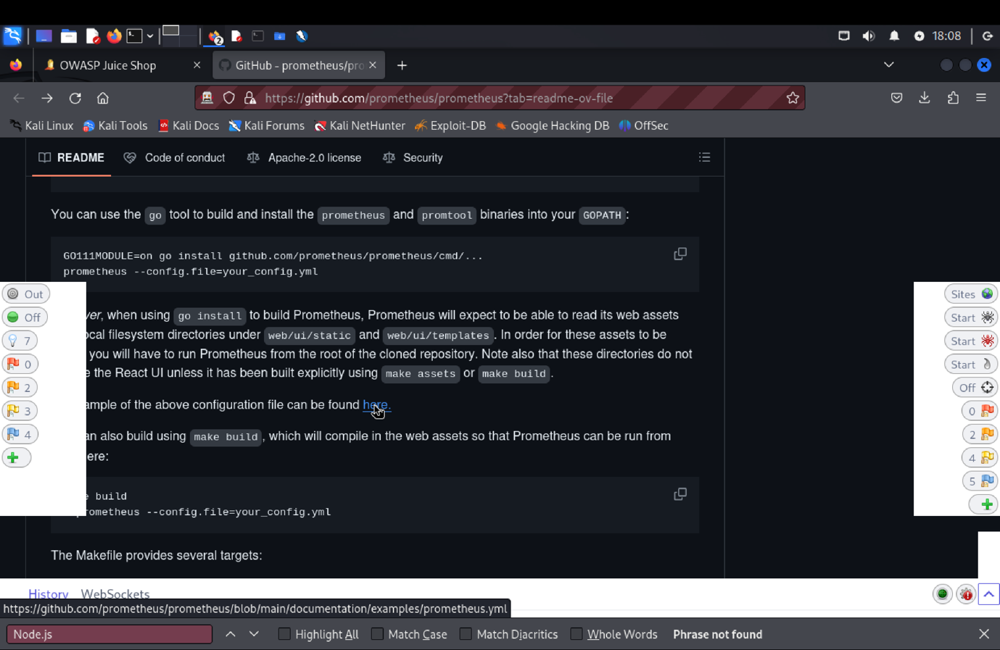 2
18:08
OWASP Juice Shop
GitHub - prometheus/pro
https://github.com/prometheus/prometheus?tab=readme-ov-file
Kali Linux
Kali Tools
Kali Docs
Kali Forums
Kali NetHunter
Exploit-DB
Google Hacking DB
OffSec
README
Code of conduct
Apache-2.0 license
Security
You can use the go tool to build and install the prometheus and promtool binaries into your GOPATH:
GO111MODULE=on go install github.com/prometheus/prometheus/cmd/...
prometheus --config.file=your_config.yml
ver, when using go install to build Prometheus, Prometheus will expect to be able to read its web assets
ocal filesystem directories under web/ui/static and web/ui/templates. In order for these assets to be
you will have to run Prometheus from the root of the cloned repository. Note also that these directories do not
e the React UI unless it has been built explicitly using make assets or make build.
ample of the above configuration file can be found here.
an also build using make build, which will compile in the web assets so that Prometheus can be run from
ere:
e build
rometheus --config.file=your_config.yml
The Makefile provides several targets:
Out
Off
7
0
2
3
4
Sites
Start
Start
Start
Off
0
2
4
5
History
WebSockets
https://github.com/prometheus/prometheus/blob/main/documentation/examples/prometheus.yml
Node.js
Highlight All
Match Case
Match Diacritics
Whole Words
Phrase not found